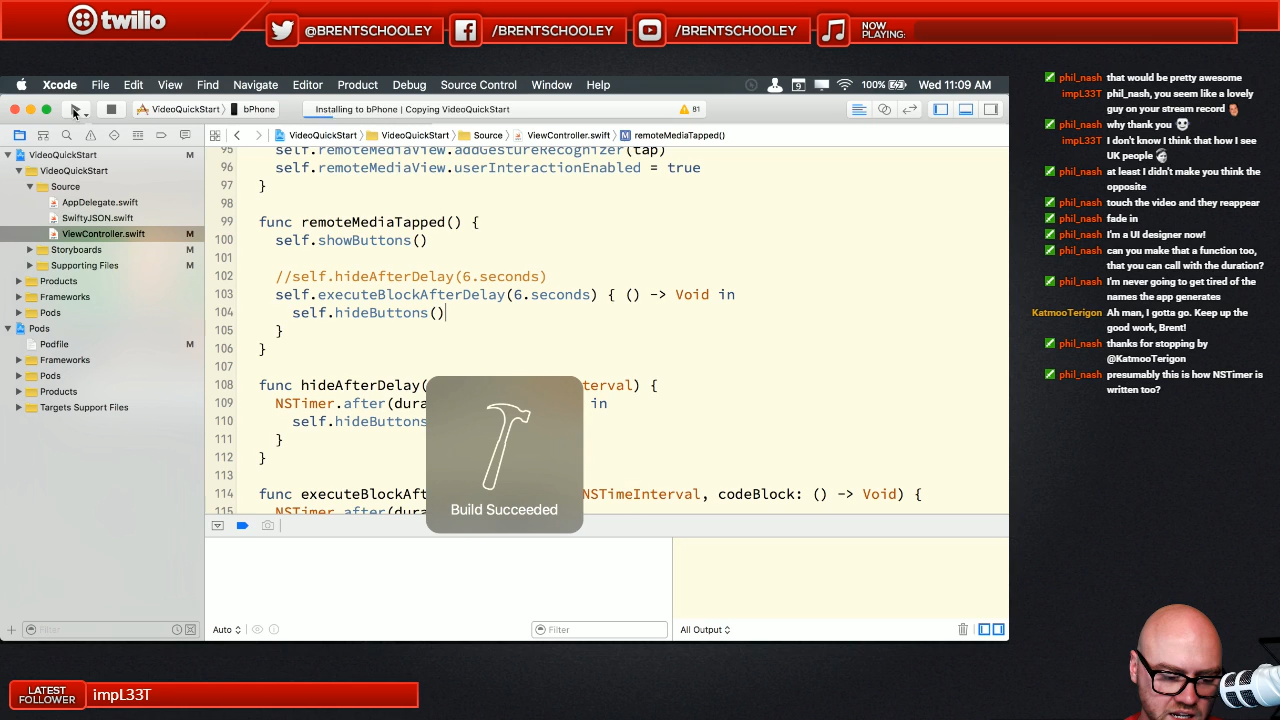 twilio
@BRENTSCHOOLEY
/BRENTSCHOOLEY
/BRENTSCHOOLEY
NOW
PLAYING:
Xcode File Edit View Find Navigate Editor Product Debug Source Control Window Help
9
100%
Wed 11:09 AM
VideoQuickStart
bPhone
Installing to bPhone | Copying VideoQuickStart
81
VideoQuickStart
VideoQuickStart
Source
ViewController.swift
M remoteMediaTapped()
VideoQuickStart M
VideoQuickStart
Source
AppDelegate.swift
SwiftyJSON.swift
ViewController.swift M
Storyboards M
Supporting Files M
Products
Frameworks
Pods
Pods
Podfile M
Frameworks
Pods
Products
Targets Support Files
Filter
95 self.remoteMediaView.addGestureRecognizer(tap)
96 self.remoteMediaView.userInteractionEnabled = true
97 }
98
99 func remoteMediaTapped() {
100 self.showButtons()
101
102 //self.hideAfterDelay(6.seconds)
103 self.executeBlockAfterDelay(6.seconds) { () -> Void in
104 self.hideButtons()
105 }
106 }
107
108 func hideAfterDelay( erval) {
109 NSTimer.after(dura in
110 self.hideButtons
111 }
112 }
113
114 func executeBlockAf NSTimeInterval, codeBlock: () -> Void) {
115 NSTimer.after(dura
Build Succeeded
Auto
Filter
All Output
phil_nash that would be pretty awesome
impL33T phil_nash, you seem like a lovely
guy on your stream record
phil_nash why thank you
impL33T I don't know I think that how I see
UK people
phil_nash at least I didn't make you think the
opposite
phil_nash touch the video and they reappear
phil_nash fade in
phil_nash I'm a UI designer now!
phil_nash can you make that a function too,
that you can call with the duration?
phil_nash I'm never going to get tired of the
names the app generates
KatmooTerigon Ah man, I gotta go. Keep up the
good work, Brent!
phil_nash thanks for stopping by
@KatmooTerigon
phil_nash presumably this is how NSTimer is
written too?
LATEST
FOLLOWER
impL33T